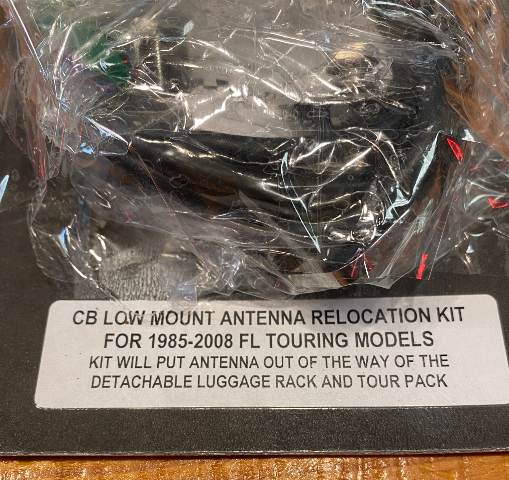 CB LOW MOUNT ANTENNA RELOCATION KIT
FOR 1985-2008 FL TOURING MODELS
KIT WILL PUT ANTENNA OUT OF THE WAY OF THE
DETACHABLE LUGGAGE RACK AND TOUR PACK